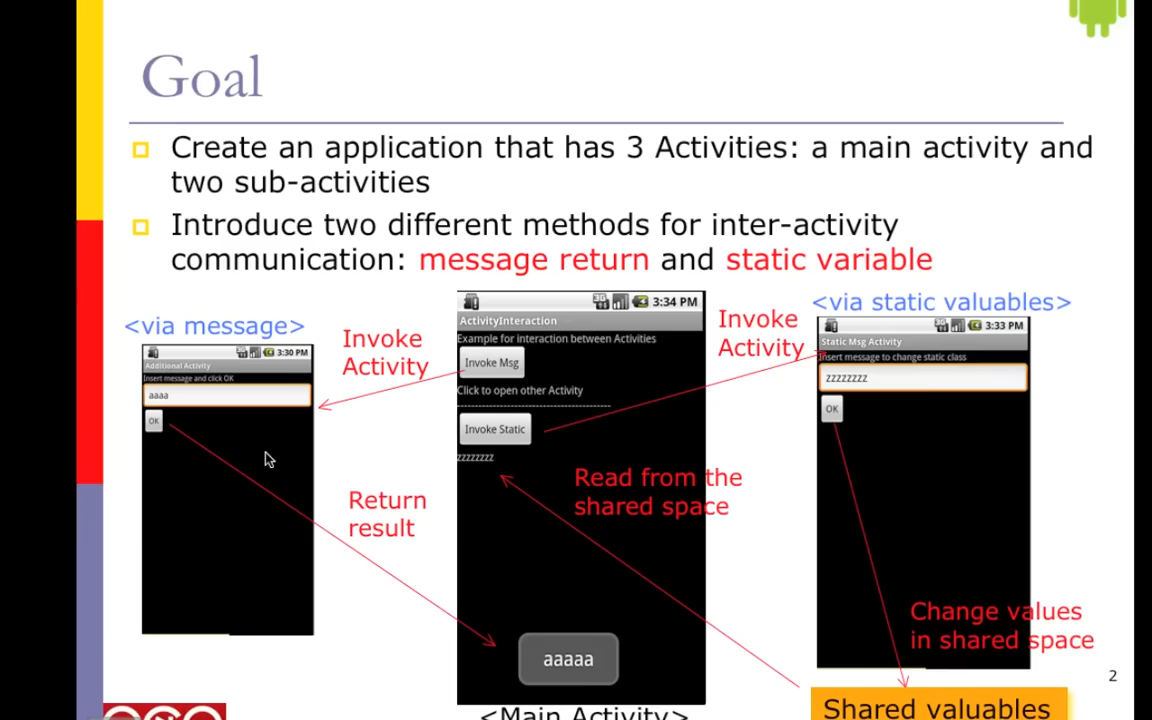 Goal
Create an application that has 3 Activities: a main activity and
two sub-activities
Introduce two different methods for inter-activity
communication: message return and static variable
<via message>
3:30 PM
Additional Activity
Insert message and click OK
aaaa
OK
Invoke
Activity
Return
result
3G
3:34 PM
ActivityInteraction
Example for interaction between Activities
Invoke Msg
Click to open other Activity
------------------------------------------
Invoke Static
zzzzzzzz
Read from the
shared space
aaaaa
<Main Activity>
Invoke
Activity
<via static valuables>
3:33 PM
Static Msg Activity
Insert message to change static class
zzzzzzzz
OK
Change values
in shared space
Shared valuables
2